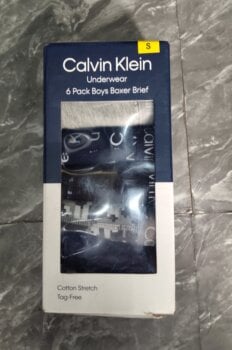 S
Calvin Klein
Underwear
6 Pack Boys Boxer Brief
Cotton Stretch
Tag-Free